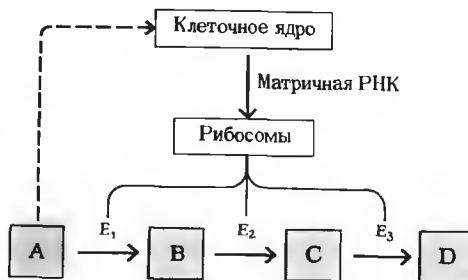 Клеточное ядро
Матричная РНК
Рибосомы
E₁ E₂ E₃
A B C D